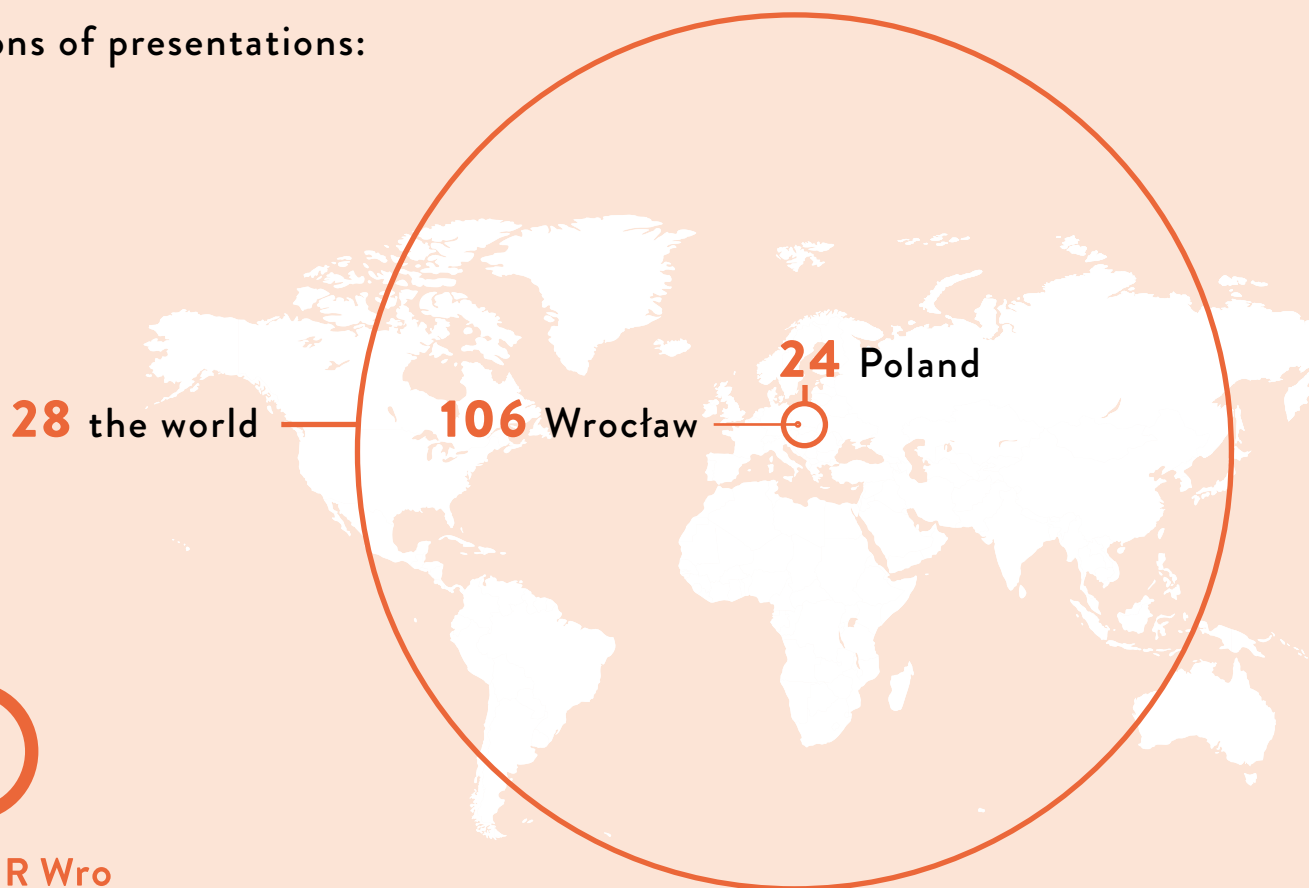 ons of presentations:
24 Poland
28 the world
106 Wrocław
R Wro